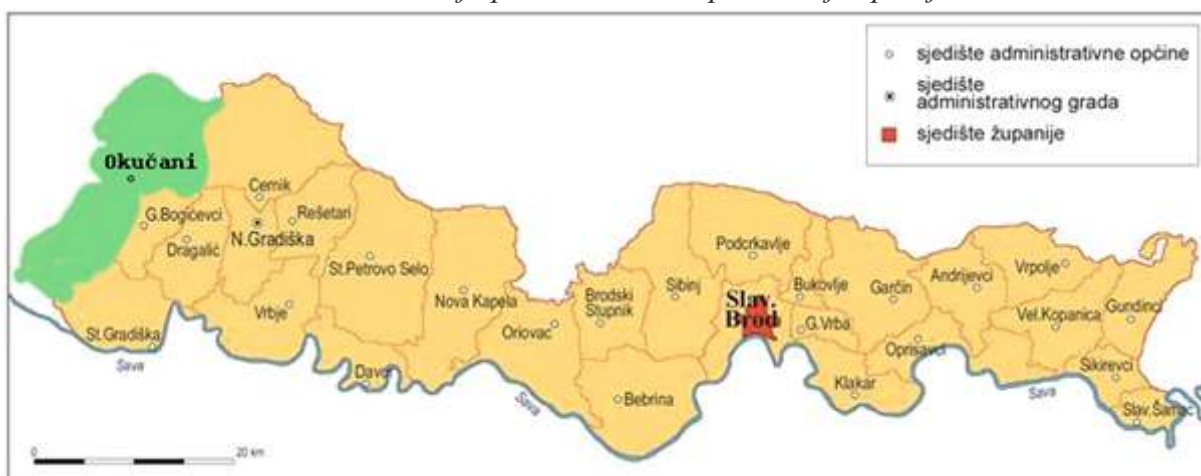 sjedište administrativne općine
sjedište
administrativnog grada
sjedište županije
Okučani
Cernik
G.Bogićevci
Rešetari
Dragalić
N.Gradiška
St.Petrovo Selo
Nova Kapela
Vrbje
St.Gradiška
Sava
Davor
Oriovac
Brodski
Stupnik
Sibinj
Podcrkavlje
Slav.
Brod
Bukovlje
G.Vrba
Garčin
Andrijevci
Vrpolje
Gundinci
Vel.Kopanica
Oprisavci
Klakar
Sikirevci
Slav.Šamac
Bebrina
Sava
Sava
0
20 km